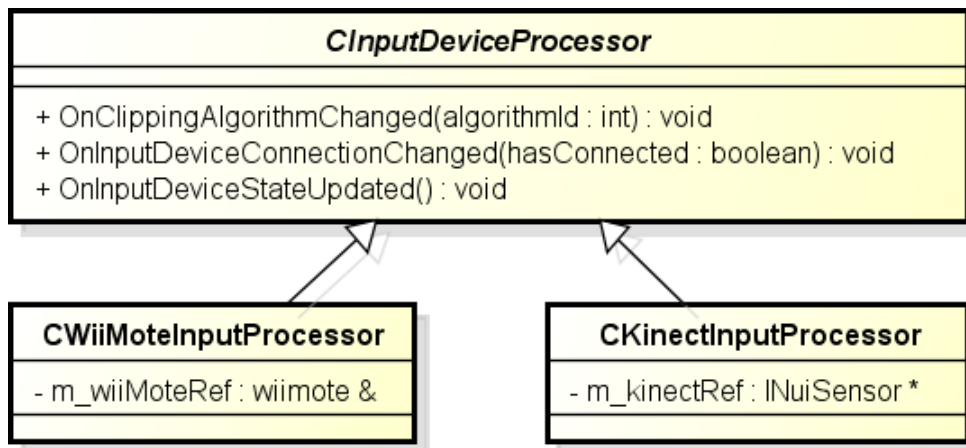 CInputDeviceProcessor
+ OnClippingAlgorithmChanged(algorithmId : int) : void
+ OnInputDeviceConnectionChanged(hasConnected : boolean) : void
+ OnInputDeviceStateUpdated() : void
CWiiMoteInputProcessor
- m_wiiMoteRef : wiimote &
CKinectInputProcessor
- m_kinectRef : INuiSensor *